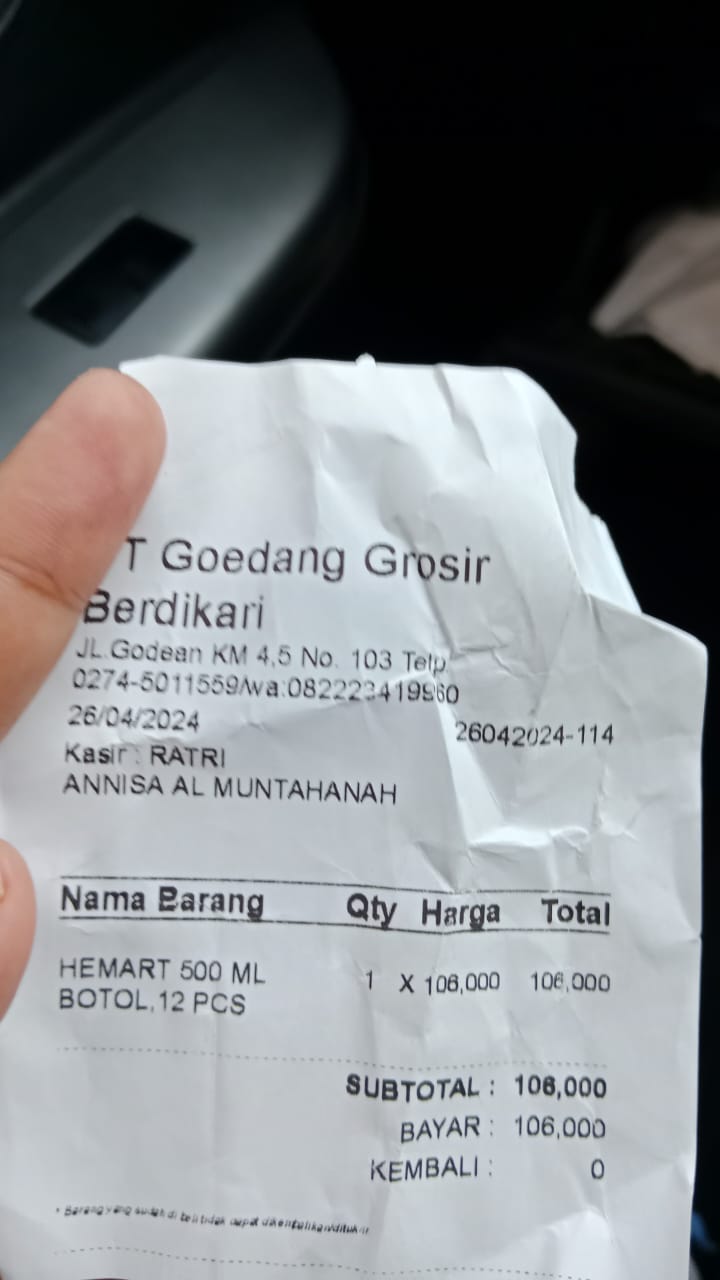 T Goedang Grosir
Berdikari
JL.Godean KM 4,5 No. 103 Telp
0274-5011559/wa:082223419960
26/04/2024 26042024-114
Kasir : RATRI
ANNISA AL MUNTAHANAH
Nama Barang Qty Harga Total
HEMART 500 ML 1 X 106,000 106,000
BOTOL,12 PCS
SUBTOTAL : 106,000
BAYAR : 106,000
KEMBALI : 0
* Barang yang sudah di beli tidak dapat dikembalikan/ditukar